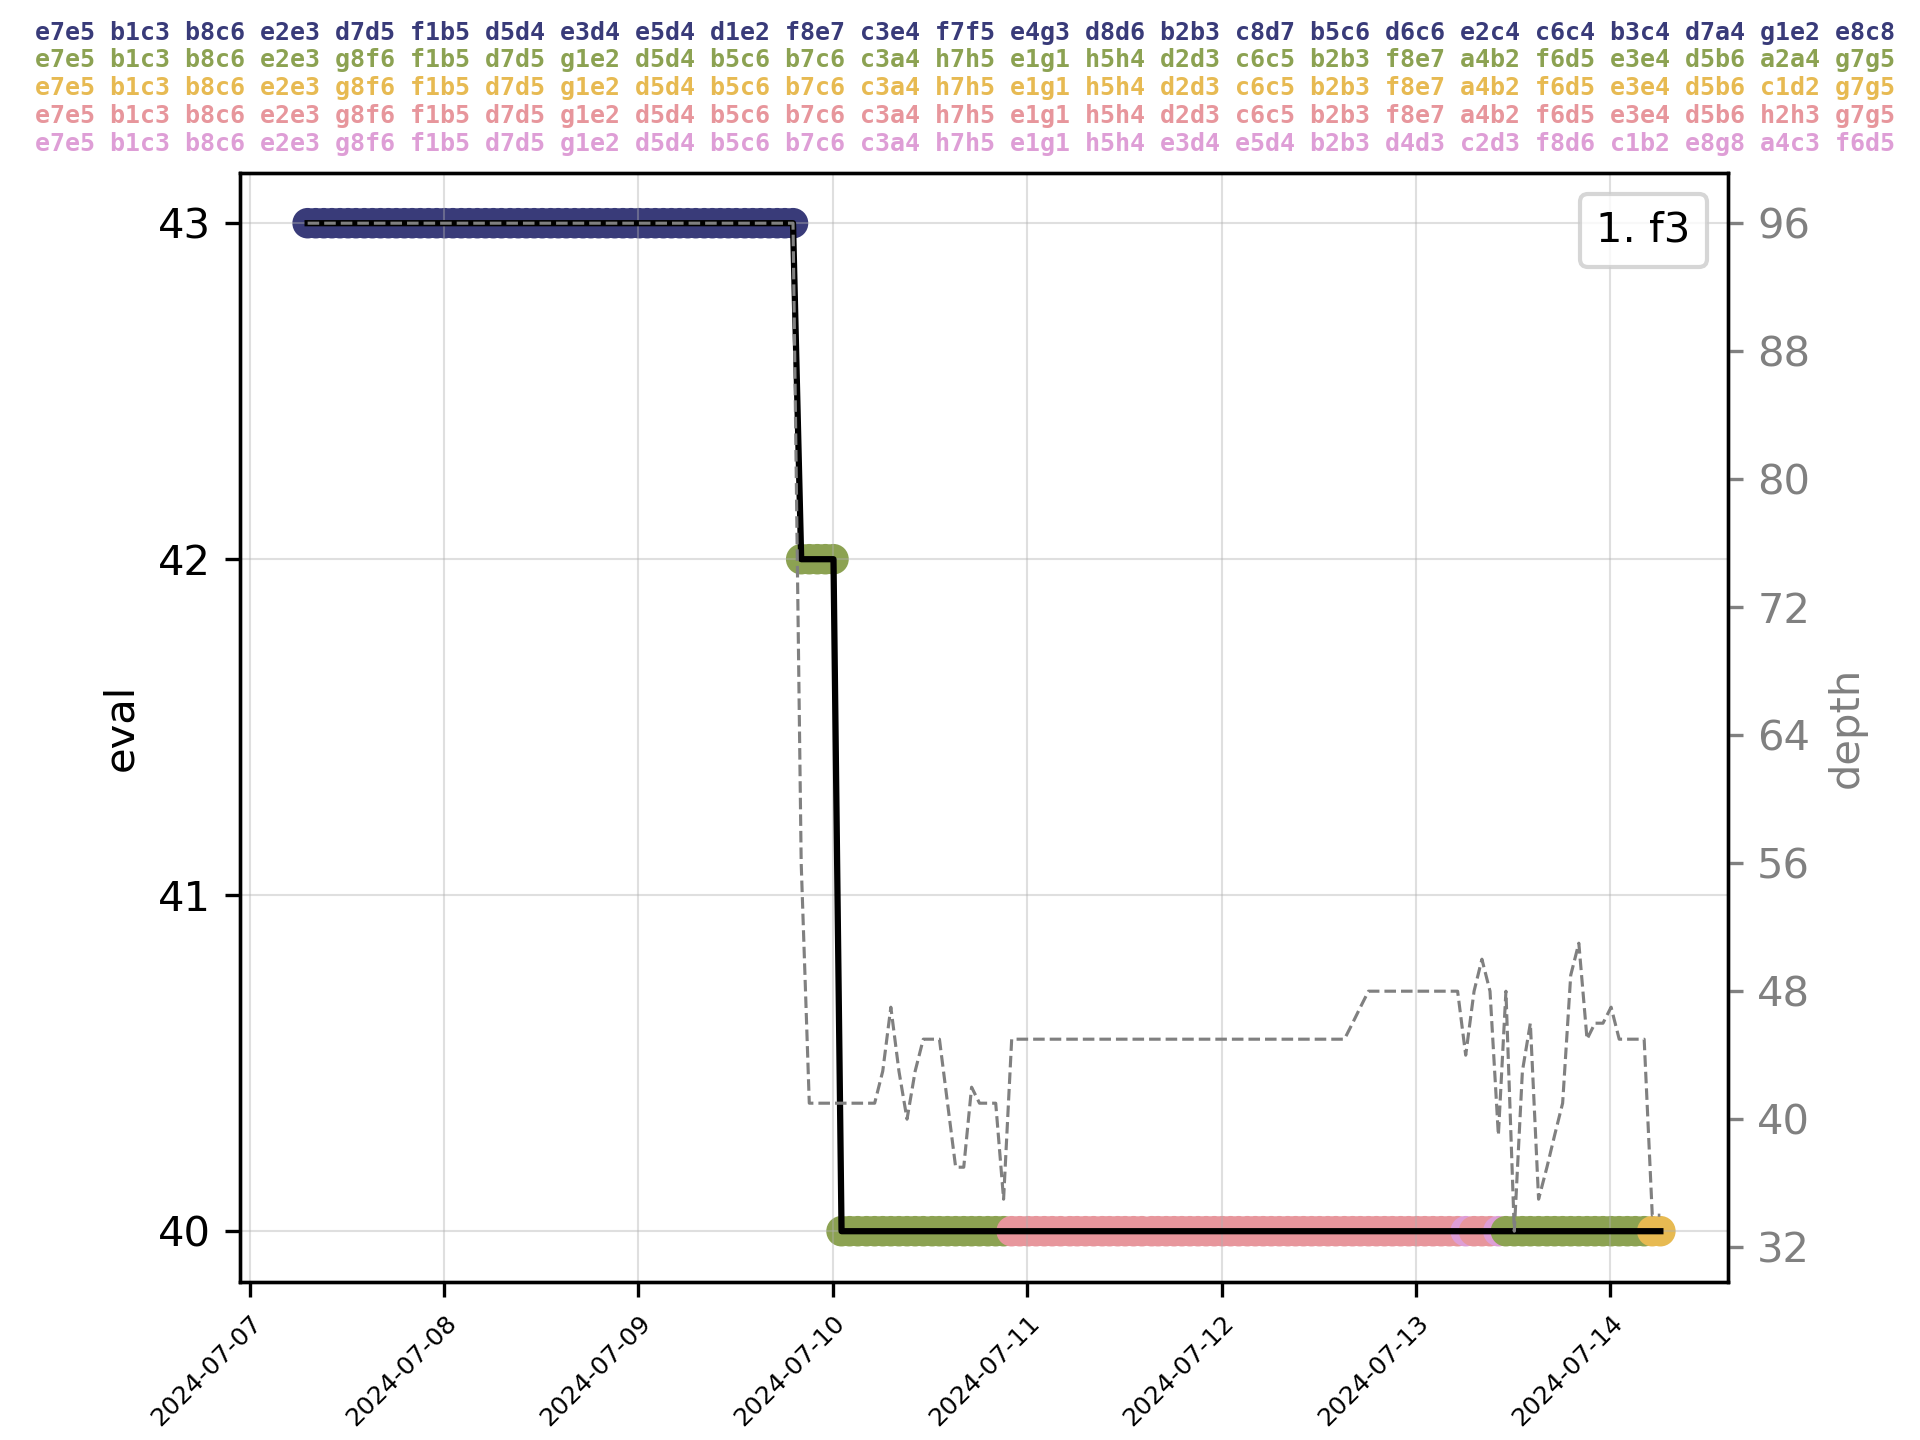 e7e5 b1c3 b8c6 e2e3 d7d5 f1b5 d5d4 e3d4 e5d4 d1e2 f8e7 c3e4 f7f5 e4g3 d8d6 b2b3 c8d7 b5c6 d6c6 e2c4 c6c4 b3c4 d7a4 g1e2 e8c8
e7e5 b1c3 b8c6 e2e3 g8f6 f1b5 d7d5 g1e2 d5d4 b5c6 b7c6 c3a4 h7h5 e1g1 h5h4 d2d3 c6c5 b2b3 f8e7 a4b2 f6d5 e3e4 d5b6 a2a4 g7g5
e7e5 b1c3 b8c6 e2e3 g8f6 f1b5 d7d5 g1e2 d5d4 b5c6 b7c6 c3a4 h7h5 e1g1 h5h4 d2d3 c6c5 b2b3 f8e7 a4b2 f6d5 e3e4 d5b6 c1d2 g7g5
e7e5 b1c3 b8c6 e2e3 g8f6 f1b5 d7d5 g1e2 d5d4 b5c6 b7c6 c3a4 h7h5 e1g1 h5h4 d2d3 c6c5 b2b3 f8e7 a4b2 f6d5 e3e4 d5b6 h2h3 g7g5
e7e5 b1c3 b8c6 e2e3 g8f6 f1b5 d7d5 g1e2 d5d4 b5c6 b7c6 c3a4 h7h5 e1g1 h5h4 e3d4 e5d4 b2b3 d4d3 c2d3 f8d6 c1b2 e8g8 a4c3 f6d5
1. f3
43
42
41
40
eval
96
88
80
72
64
56
48
40
32
depth
2024-07-07
2024-07-08
2024-07-09
2024-07-10
2024-07-11
2024-07-12
2024-07-13
2024-07-14